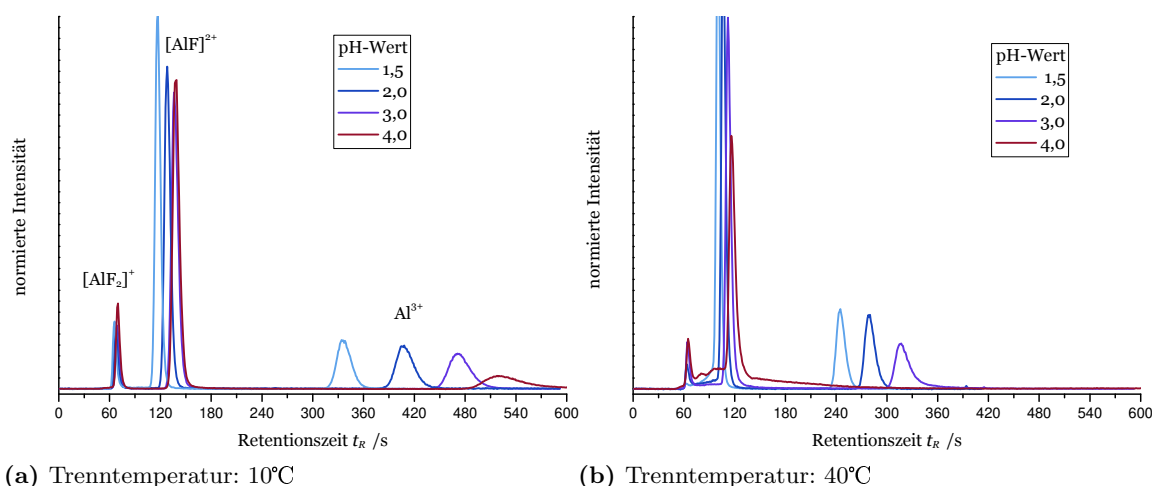 [AlF]²⁺
pH-Wert
1,5
2,0
3,0
4,0
[AlF₂]⁺
Al³⁺
normierte Intensität
0 60 120 180 240 300 360 420 480 540 600
Retentionszeit tR /s
(a) Trenntemperatur: 10℃
pH-Wert
1,5
2,0
3,0
4,0
normierte Intensität
0 60 120 180 240 300 360 420 480 540 600
Retentionszeit tR /s
(b) Trenntemperatur: 40℃